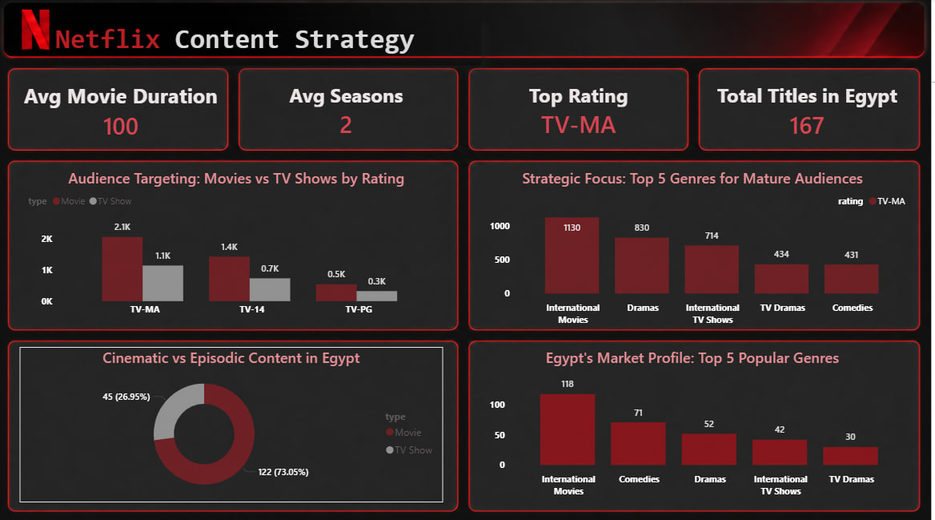 Netflix Content Strategy
Avg Movie Duration
100
Avg Seasons
2
Top Rating
TV-MA
Total Titles in Egypt
167
Audience Targeting: Movies vs TV Shows by Rating
type Movie TV Show
2K
1K
0K
2.1K
1.1K
1.4K
0.7K
0.5K
0.3K
TV-MA
TV-14
TV-PG
Strategic Focus: Top 5 Genres for Mature Audiences
rating TV-MA
1000
500
0
1130
830
714
434
431
International
Movies
Dramas
International
TV Shows
TV Dramas
Comedies
Cinematic vs Episodic Content in Egypt
45 (26.95%)
122 (73.05%)
type
Movie
TV Show
Egypt's Market Profile: Top 5 Popular Genres
100
50
0
118
71
52
42
30
International
Movies
Comedies
Dramas
International
TV Shows
TV Dramas